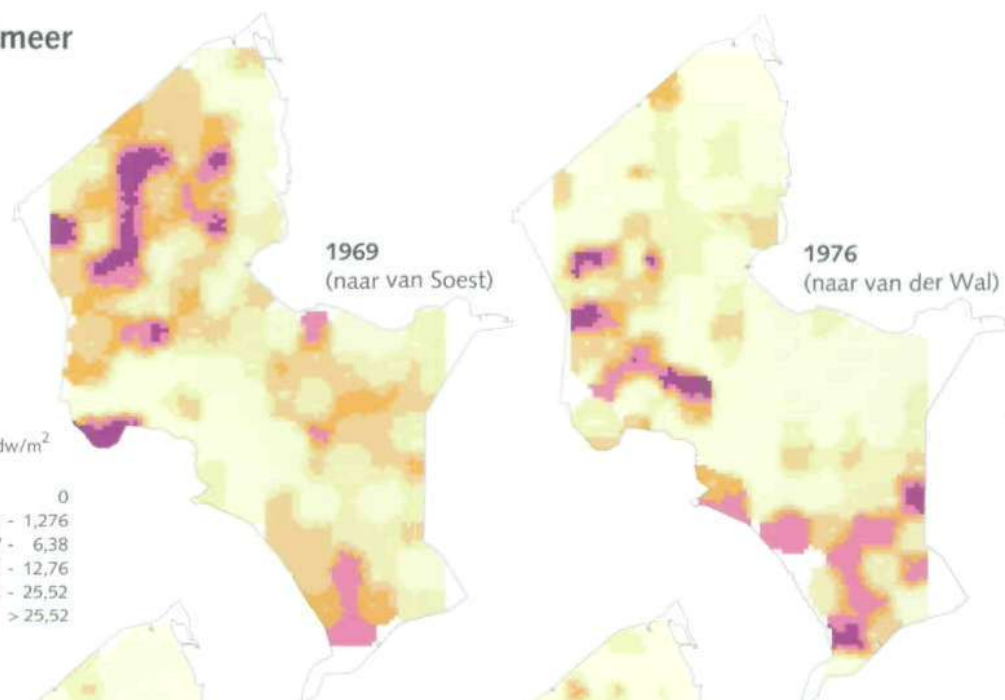 meer
1969
(naar van Soest)
1976
(naar van der Wal)
dw/m²
0
- 1,276
- 6,38
- 12,76
- 25,52
> 25,52